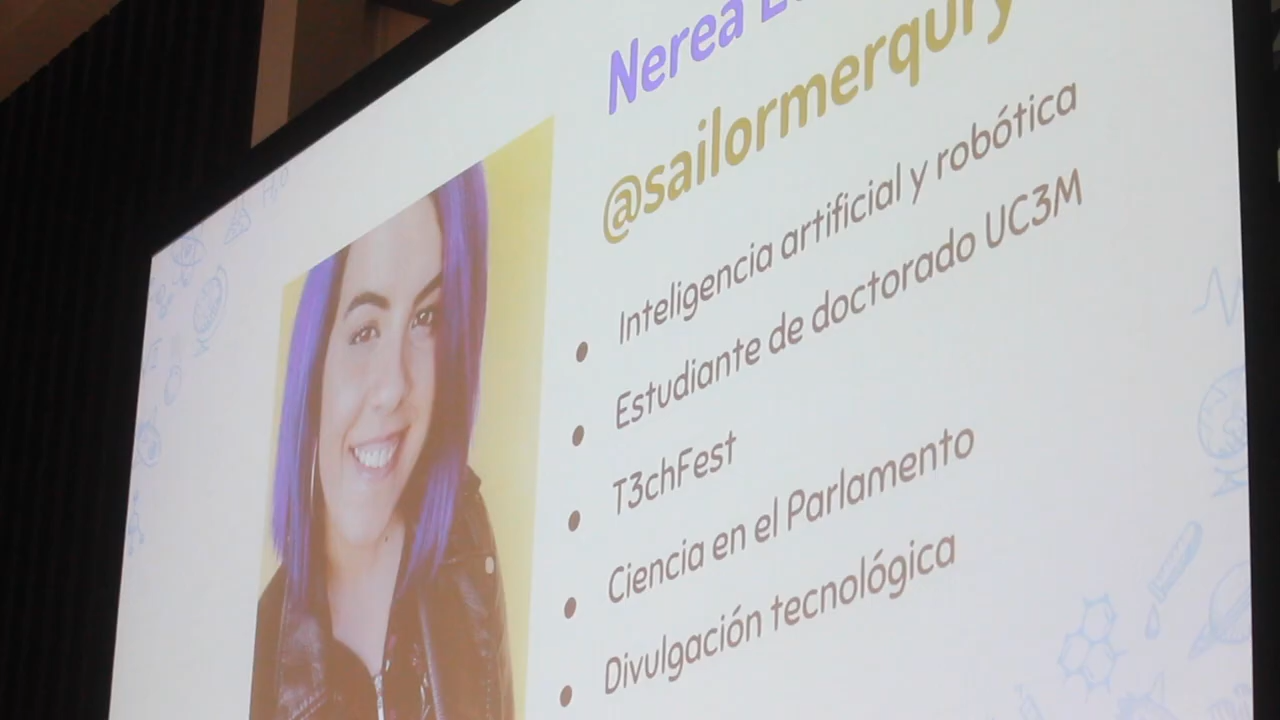 Nerea
@sailormerqury
Inteligencia artificial y robótica
Estudiante de doctorado UC3M
T3chFest
Ciencia en el Parlamento
Divulgación tecnológica